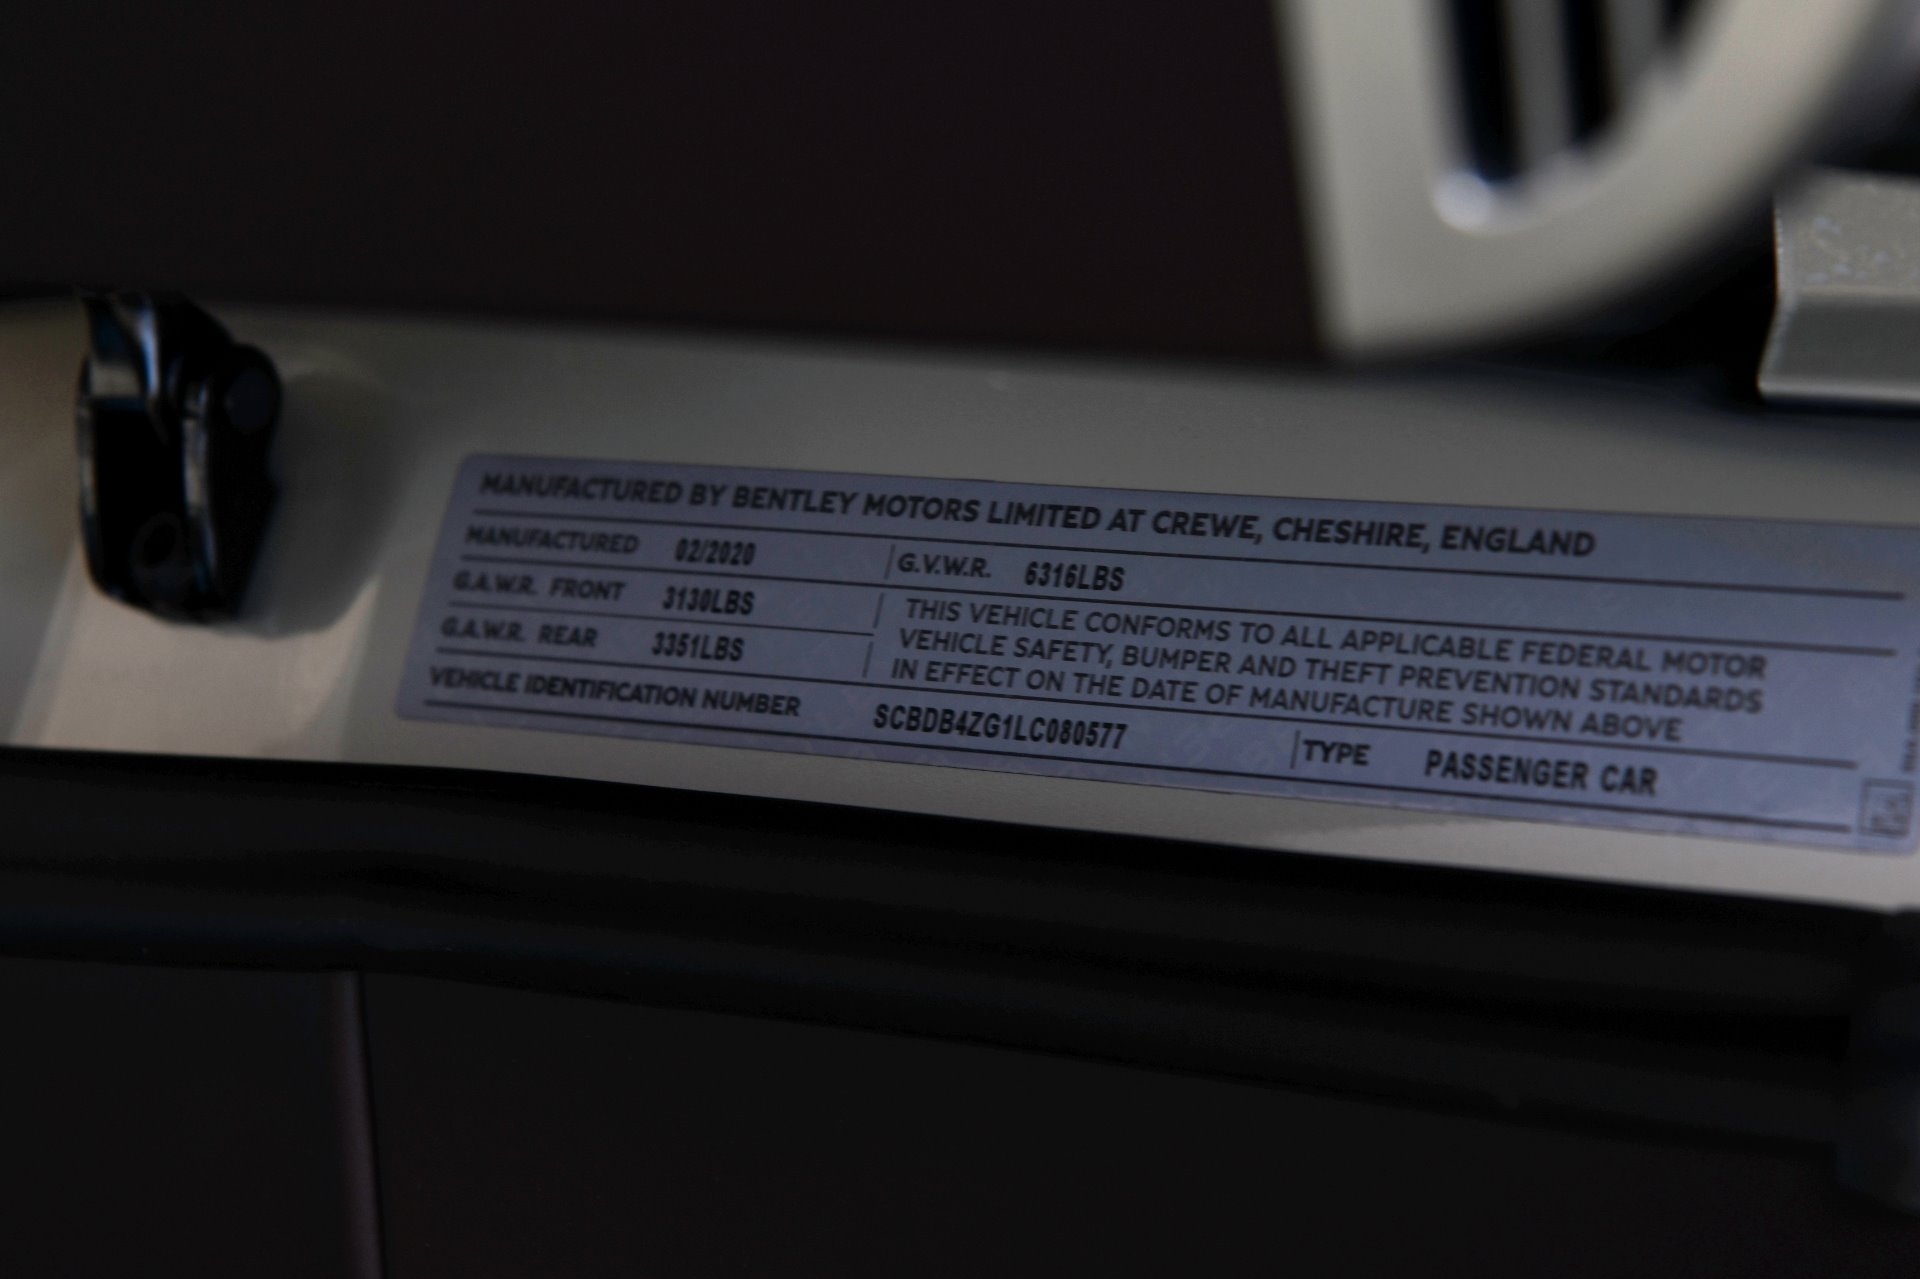 MANUFACTURED BY BENTLEY MOTORS LIMITED AT CREWE, CHESHIRE, ENGLAND
MANUFACTURED 02/2020 G.V.W.R. 6316LBS
G.A.W.R. FRONT 3130LBS
G.A.W.R. REAR 3351LBS
THIS VEHICLE CONFORMS TO ALL APPLICABLE FEDERAL MOTOR
VEHICLE SAFETY, BUMPER AND THEFT PREVENTION STANDARDS
IN EFFECT ON THE DATE OF MANUFACTURE SHOWN ABOVE
VEHICLE IDENTIFICATION NUMBER SCBDB4ZG1LC080577 TYPE PASSENGER CAR